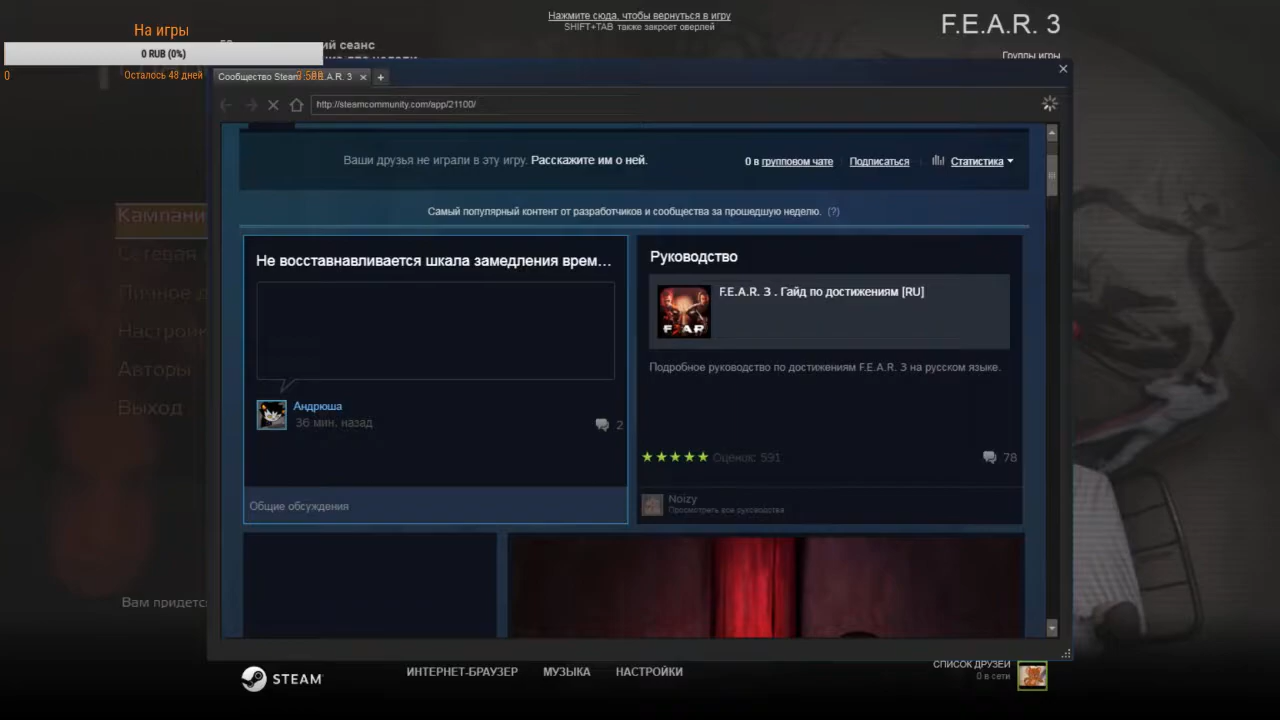 На игры
0 RUB (0%)
0
Осталось 48 дней
Нажмите сюда, чтобы вернуться в игру
SHIFT+TAB также закроет оверлей
F.E.A.R. 3
Группы игры
сеанс
Сообщество Steam
A.R. 3
http://steamcommunity.com/app/21100/
Ваши друзья не играли в эту игру. Расскажите им о ней.
0 в групповом чате
Подписаться
Статистика
Самый популярный контент от разработчиков и сообщества за прошедшую неделю. (?)
Не восставнавливается шкала замедления врем...
Андрюша
36 мин. назад
2
Общие обсуждения
Руководство
F.E.A.R. 3 . Гайд по достижениям [RU]
Подробное руководство по достижениям F.E.A.R. 3 на русском языке.
Оценок: 591
78
Noizy
Просмотреть все руководства
Кампани
Сетевая
Личное д
Настройк
Авторы
Выход
Вам придетс
STEAM
ИНТЕРНЕТ-БРАУЗЕР
МУЗЫКА
НАСТРОЙКИ
СПИСОК ДРУЗЕЙ
0 в сети